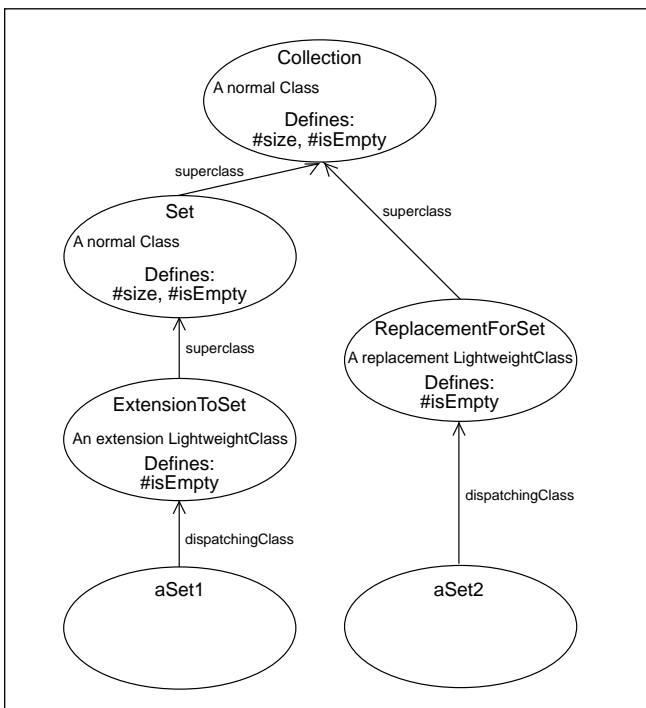 Collection
A normal Class
Defines:
#size, #isEmpty
superclass
superclass
Set
A normal Class
Defines:
#size, #isEmpty
superclass
ReplacementForSet
A replacement LightweightClass
Defines:
#isEmpty
ExtensionToSet
An extension LightweightClass
Defines:
#isEmpty
dispatchingClass
dispatchingClass
aSet1
aSet2